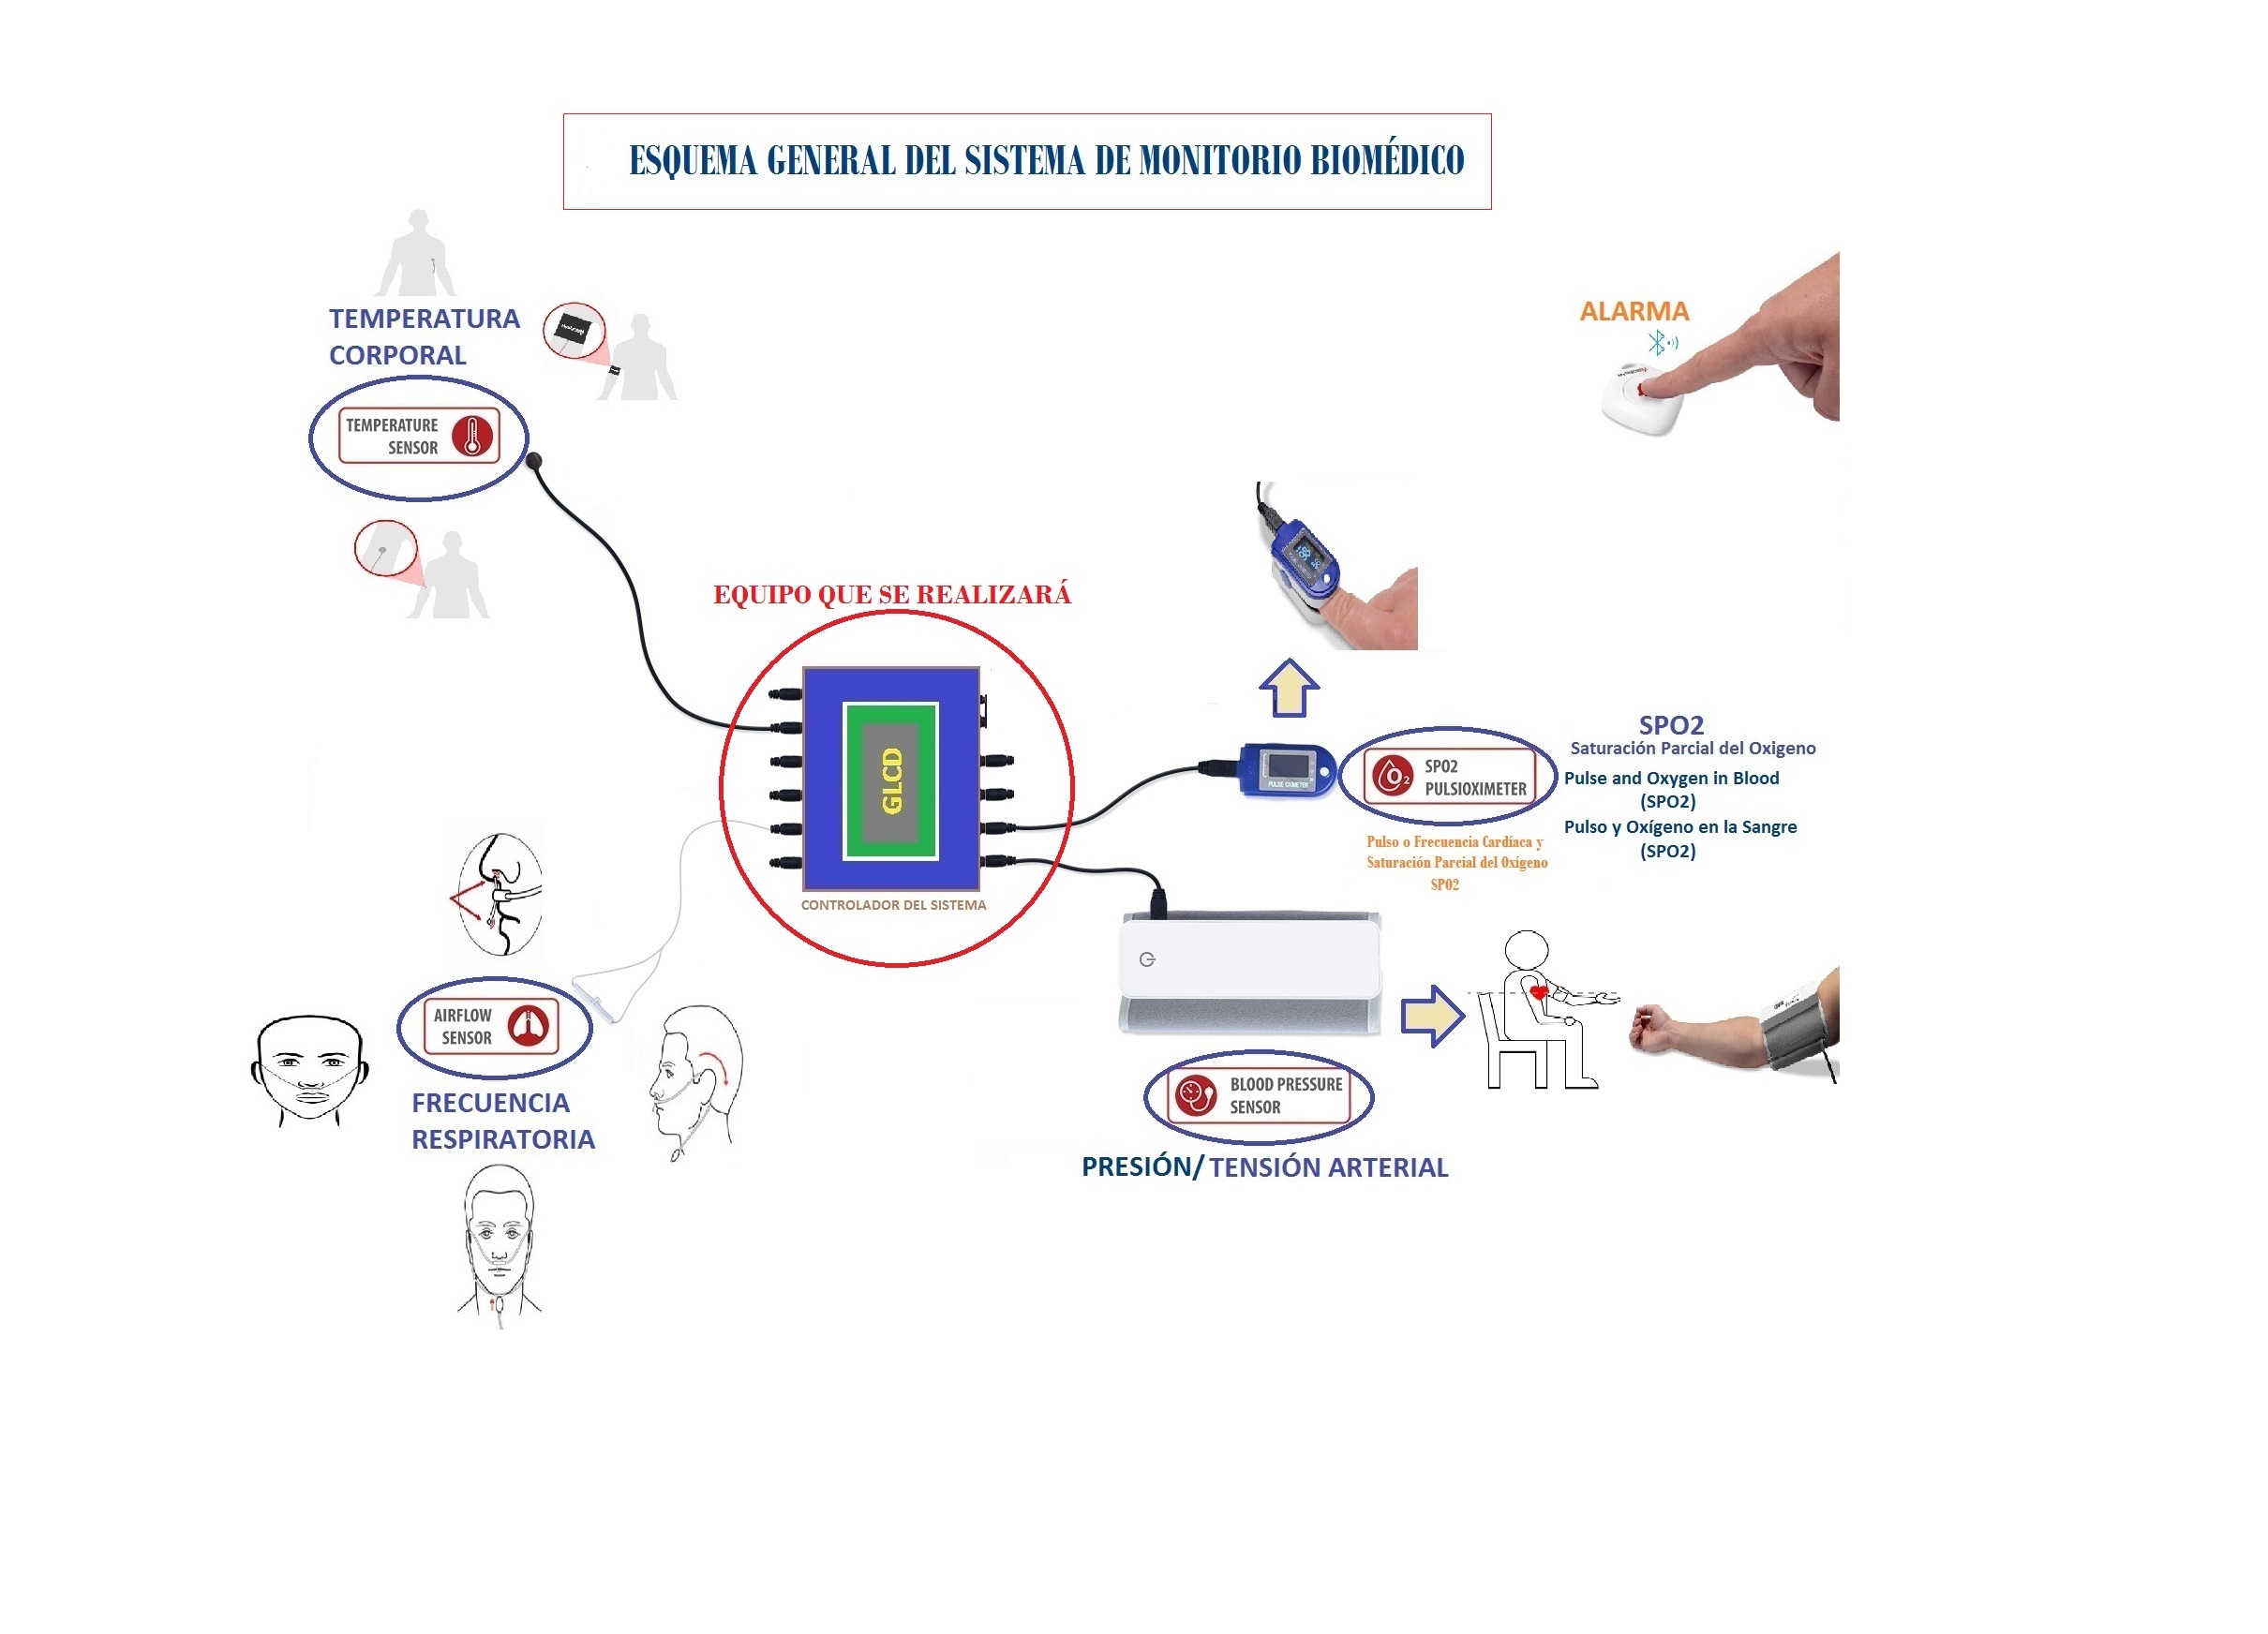 ESQUEMA GENERAL DEL SISTEMA DE MONITORIO BIOMÉDICO
TEMPERATURA
CORPORAL
TEMPERATURE
SENSOR
ALARMA
EQUIPO QUE SE REALIZARÁ
GLCD
CONTROLADOR DEL SISTEMA
PULSE OXIMETER
SPO2
PULSIOXIMETER
SPO2
Saturación Parcial del Oxigeno
Pulse and Oxygen in Blood
(SPO2)
Pulso y Oxígeno en la Sangre
(SPO2)
Pulso o Frecuencia Cardíaca y
Saturación Parcial del Oxígeno
SPO2
AIRFLOW
SENSOR
FRECUENCIA
RESPIRATORIA
BLOOD PRESSURE
SENSOR
PRESIÓN/TENSIÓN ARTERIAL